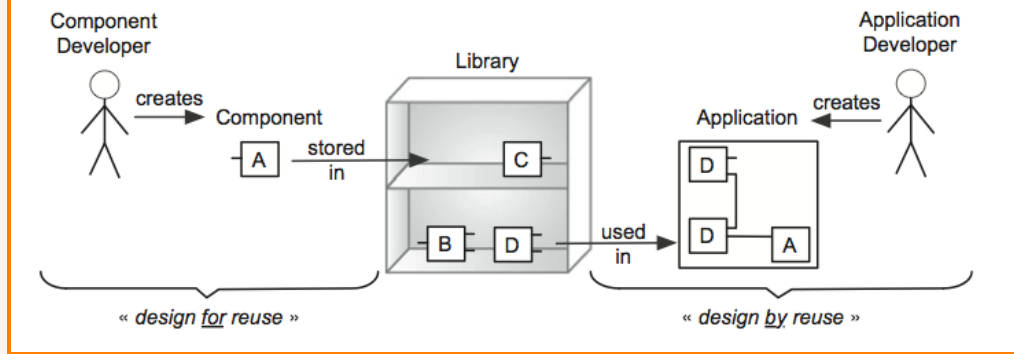 Component
Developer
creates
Component
A
stored
in
Library
C
B
D
used
in
Application
Developer
creates
Application
D
D
A
« design for reuse »
« design by reuse »